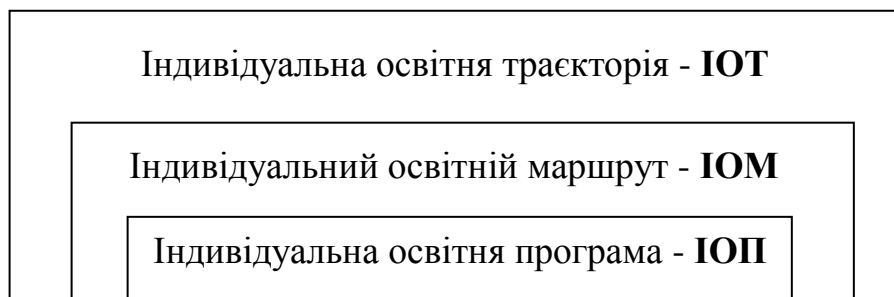 Індивідуальна освітня траєкторія - ІОТ
Індивідуальний освітній маршрут - ІОМ
Індивідуальна освітня програма - ІОП